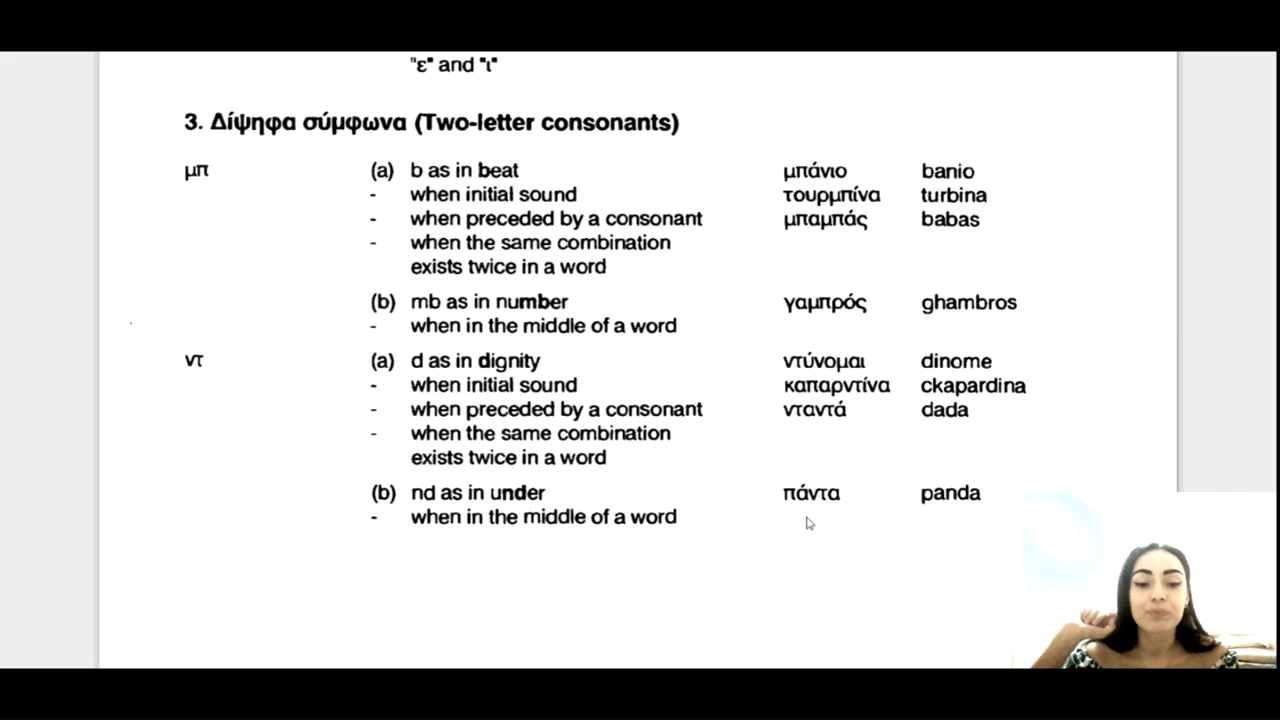 "ε" and "ι"
3. Δίψηφα σύμφωνα (Two-letter consonants)
μπ (a) b as in beat μπάνιο banio
- when initial sound τουρμπίνα turbina
- when preceded by a consonant μπαμπάς babas
- when the same combination
exists twice in a word
(b) mb as in number γαμπρός ghambros
- when in the middle of a word
ντ (a) d as in dignity ντύνομαι dinome
- when initial sound καπαρντίνα ckapardina
- when preceded by a consonant νταντά dada
- when the same combination
exists twice in a word
(b) nd as in under πάντα panda
- when in the middle of a word